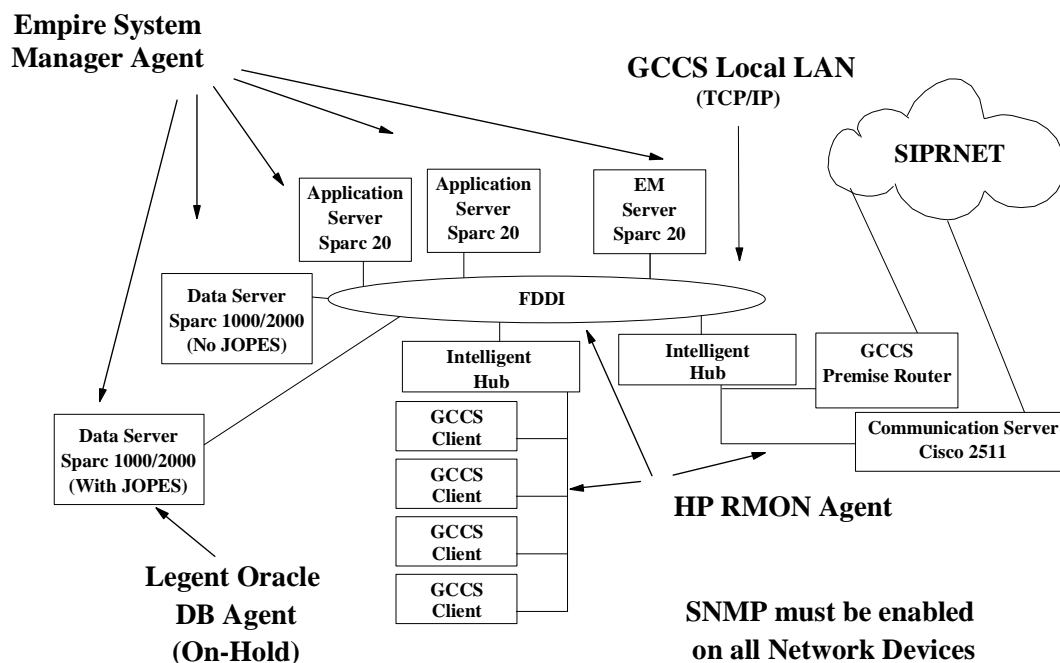 Empire System
Manager Agent
GCCS Local LAN
(TCP/IP)
SIPRNET
Application
Server
Sparc 20
Application
Server
Sparc 20
EM
Server
Sparc 20
Data Server
Sparc 1000/2000
(No JOPES)
FDDI
Intelligent
Hub
Intelligent
Hub
GCCS
Premise Router
Data Server
Sparc 1000/2000
(With JOPES)
GCCS
Client
GCCS
Client
GCCS
Client
GCCS
Client
Communication Server
Cisco 2511
HP RMON Agent
Legent Oracle
DB Agent
(On-Hold)
SNMP must be enabled
on all Network Devices